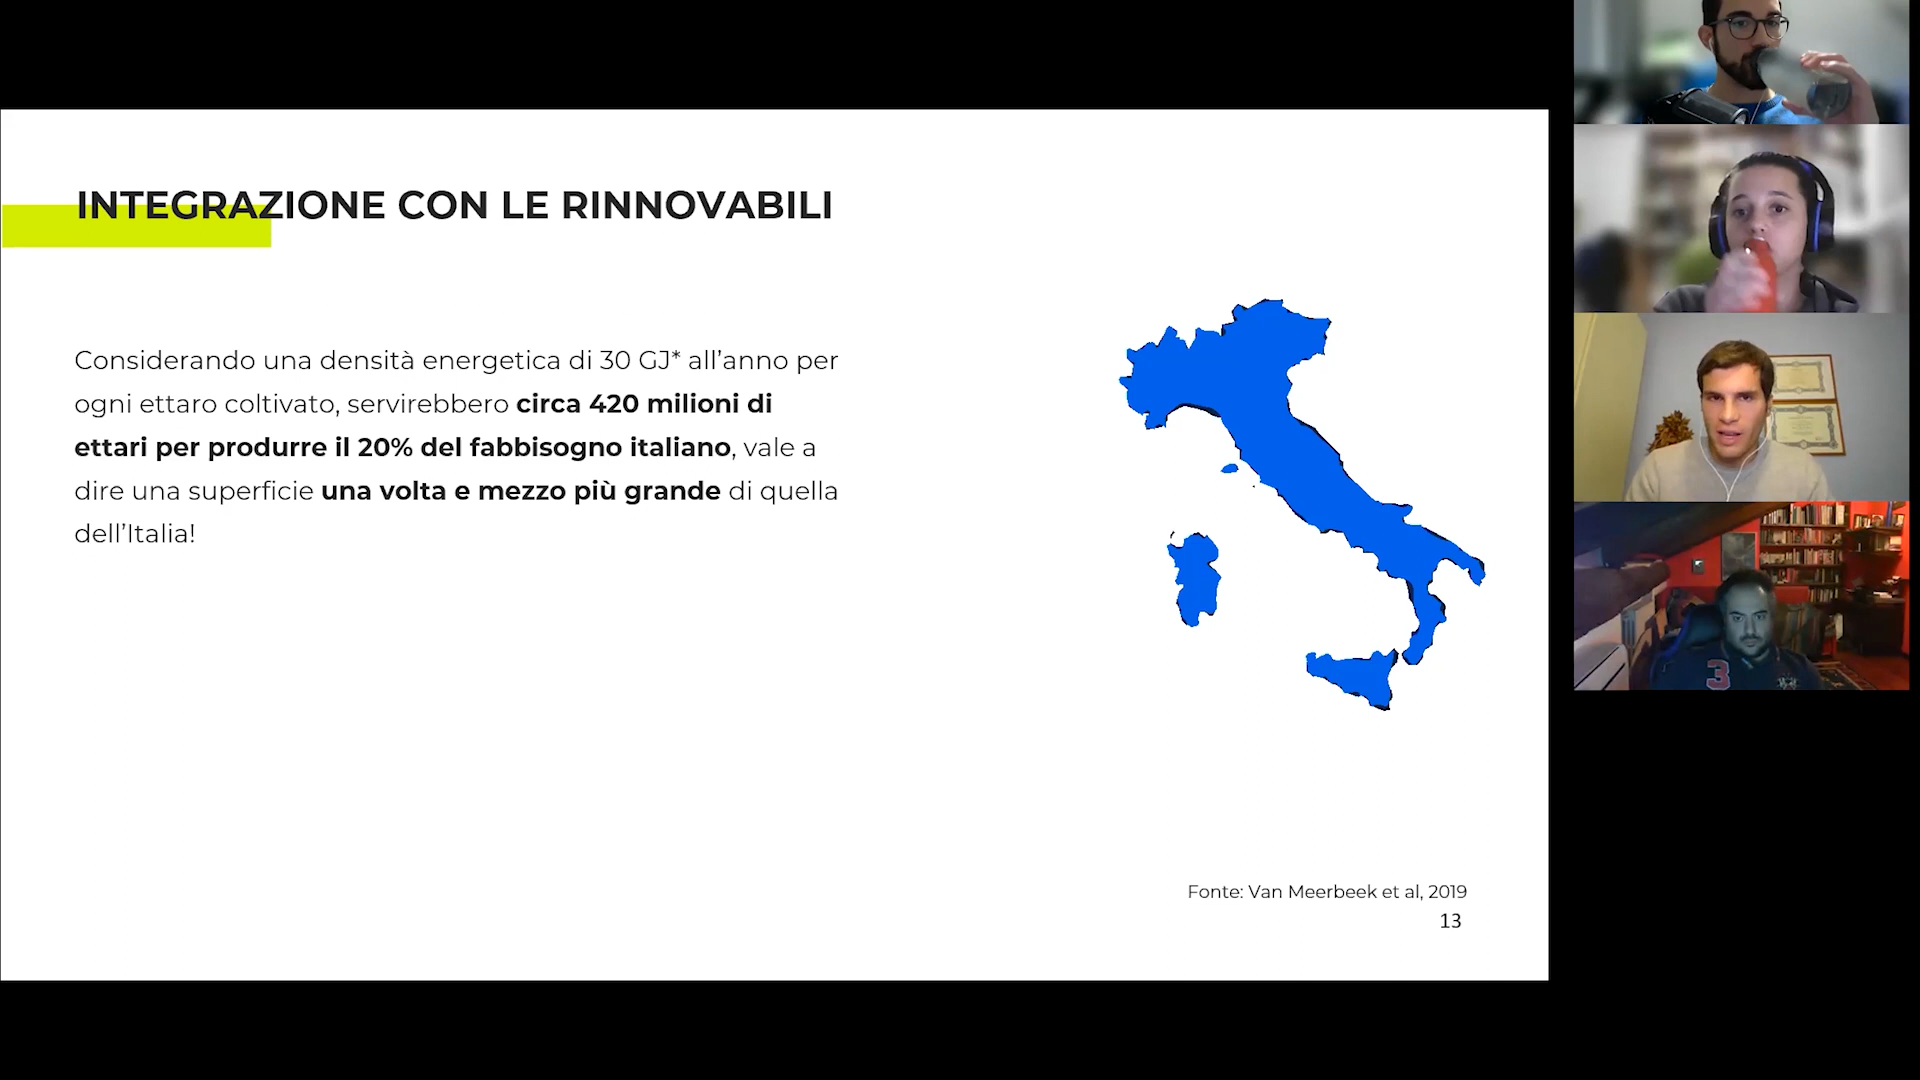 INTEGRAZIONE CON LE RINNOVABILI
Considerando una densità energetica di 30 GJ* all’anno per
ogni ettaro coltivato, servirebbero circa 420 milioni di
ettari per produrre il 20% del fabbisogno italiano, vale a
dire una superficie una volta e mezzo più grande di quella
dell’Italia!
Fonte: Van Meerbeek et al, 2019
13
3